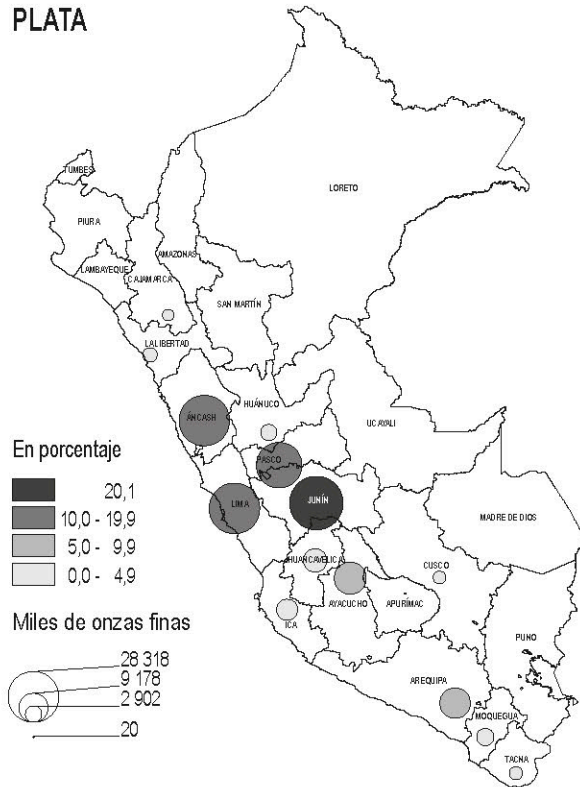 PLATA
TUMBES
LORETO
PIURA
AMAZONAS
LAMBAYEQUE
CAJAMARCA
SAN MARTÍN
LA LIBERTAD
ÁNCASH
HUÁNUCO
UCAYALI
PASCO
LIMA
JUNÍN
MADRE DE DIOS
HUANCAVELICA
CUSCO
AYACUCHO
APURÍMAC
ICA
PUNO
AREQUIPA
MOQUEGUA
TACNA
En porcentaje
20,1
10,0 - 19,9
5,0 - 9,9
0,0 - 4,9
Miles de onzas finas
28 318
9 178
2 902
20